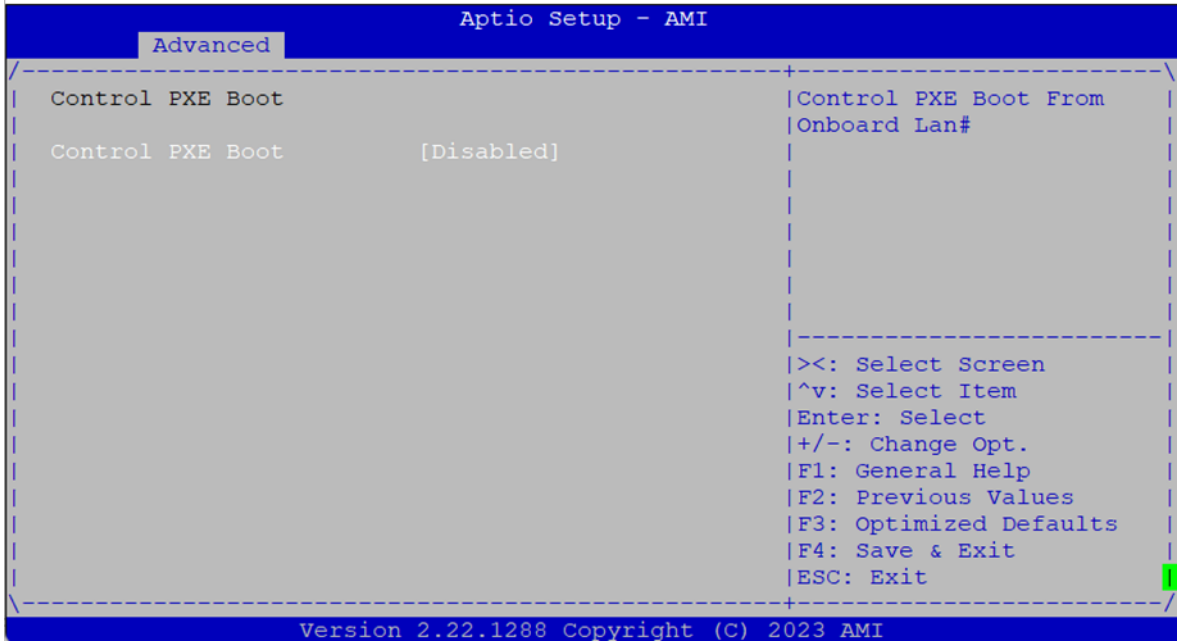 Aptio Setup - AMI
Advanced
Control PXE Boot
Control PXE Boot [Disabled]
Control PXE Boot From
Onboard Lan#
><: Select Screen
^v: Select Item
Enter: Select
+/-: Change Opt.
F1: General Help
F2: Previous Values
F3: Optimized Defaults
F4: Save & Exit
ESC: Exit
Version 2.22.1288 Copyright (C) 2023 AMI